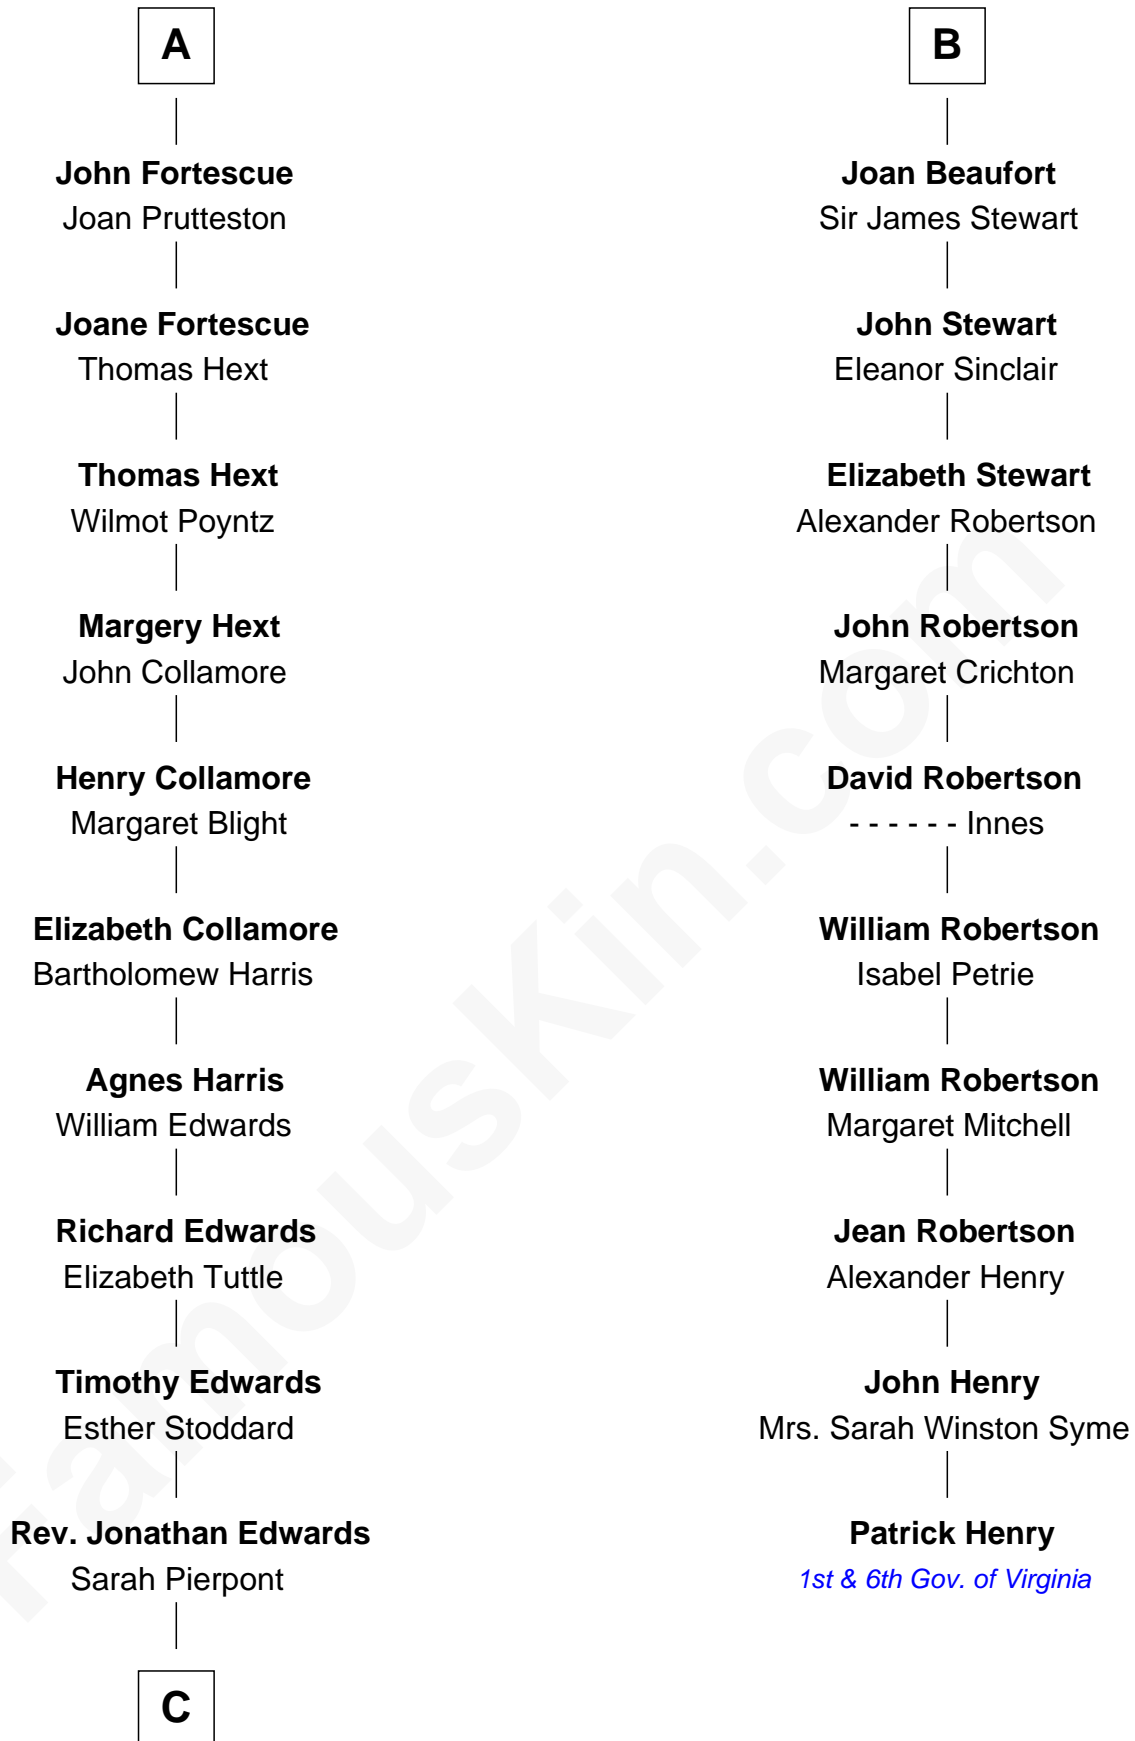 A
John Fortescue
Joan Prutteston
Joane Fortescue
Thomas Hext
Thomas Hext
Wilmot Poyntz
Margery Hext
John Collamore
Henry Collamore
Margaret Blight
Elizabeth Collamore
Bartholomew Harris
Agnes Harris
William Edwards
Richard Edwards
Elizabeth Tuttle
Timothy Edwards
Esther Stoddard
Rev. Jonathan Edwards
Sarah Pierpont
C
B
Joan Beaufort
Sir James Stewart
John Stewart
Eleanor Sinclair
Elizabeth Stewart
Alexander Robertson
John Robertson
Margaret Crichton
David Robertson
- - - - - - Innes
William Robertson
Isabel Petrie
William Robertson
Margaret Mitchell
Jean Robertson
Alexander Henry
John Henry
Mrs. Sarah Winston Syme
Patrick Henry
1st & 6th Gov. of Virginia
FamousKin.com